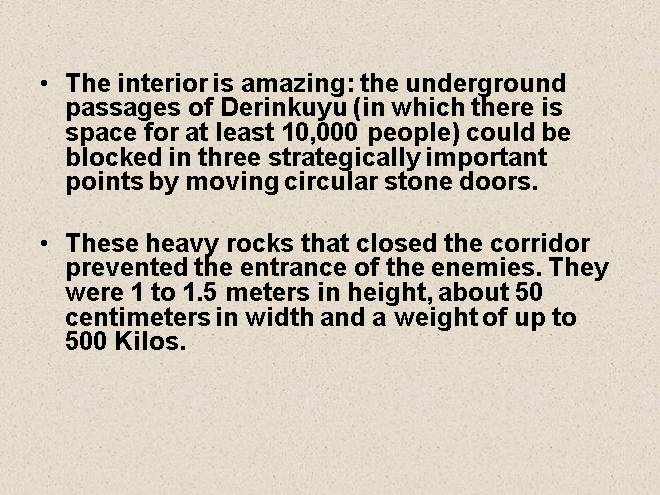 • The interior is amazing: the underground
passages of Derinkuyu (in which there is
space for at least 10,000 people) could be
blocked in three strategically important
points by moving circular stone doors.
• These heavy rocks that closed the corridor
prevented the entrance of the enemies. They
were 1 to 1.5 meters in height, about 50
centimeters in width and a weight of up to
500 Kilos.